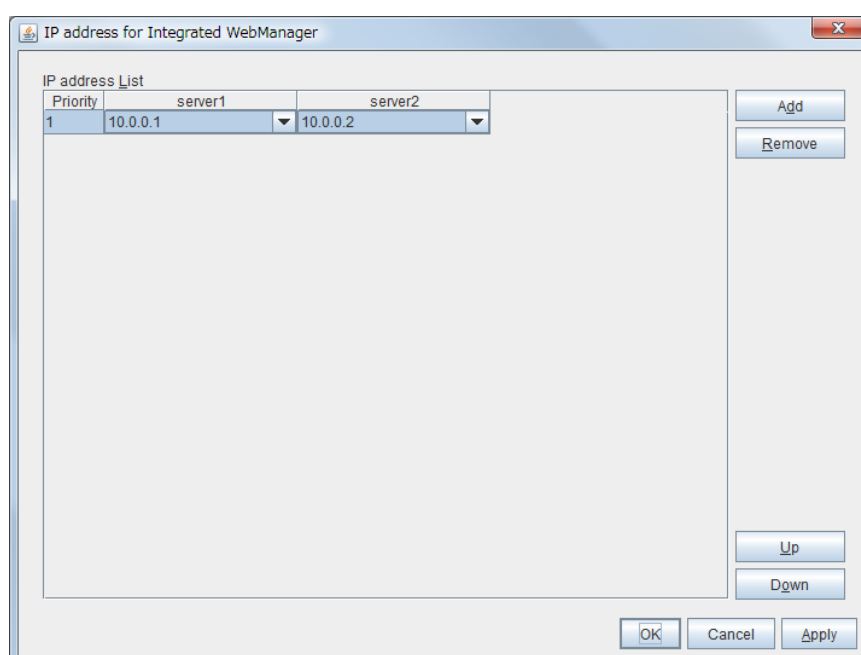 IP address for Integrated WebManager
IP address List
Priority server1 server2
1 10.0.0.1 10.0.0.2
Add
Remove
Up
Down
OK Cancel Apply